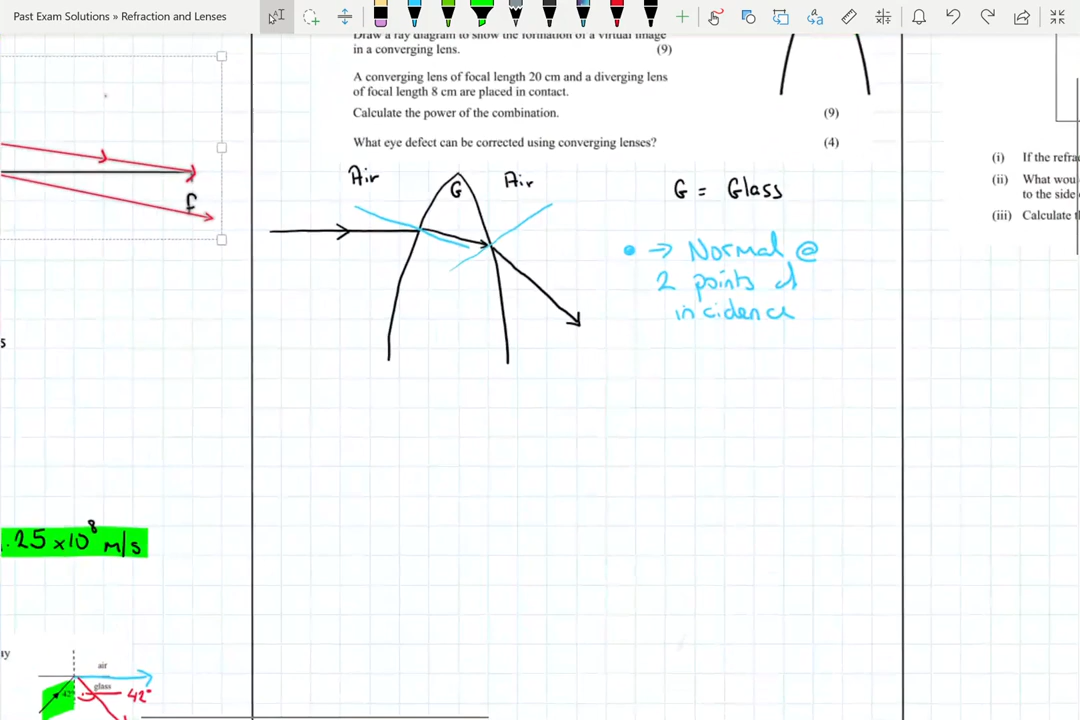 Past Exam Solutions » Refraction and Lenses
Draw a ray diagram to show the formation of a virtual image
in a converging lens. (9)
A converging lens of focal length 20 cm and a diverging lens
of focal length 8 cm are placed in contact.
Calculate the power of the combination. (9)
What eye defect can be corrected using converging lenses? (4)
Air
G
Air
G = Glass
→ Normal @
2 points of
incidence
f
s
.25 x10⁸ m/s
air
glass
42°
42°
(i) If the refra
(ii) What wou
to the side
(iii) Calculate t